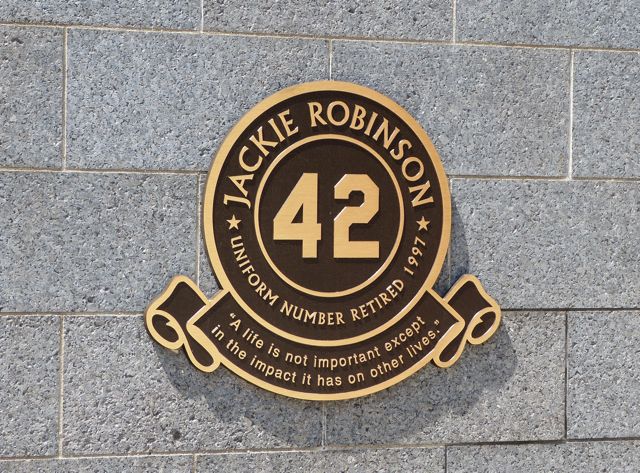 JACKIE ROBINSON
42
★ UNIFORM NUMBER RETIRED 1997 ★
"A life is not important except
in the impact it has on other lives."